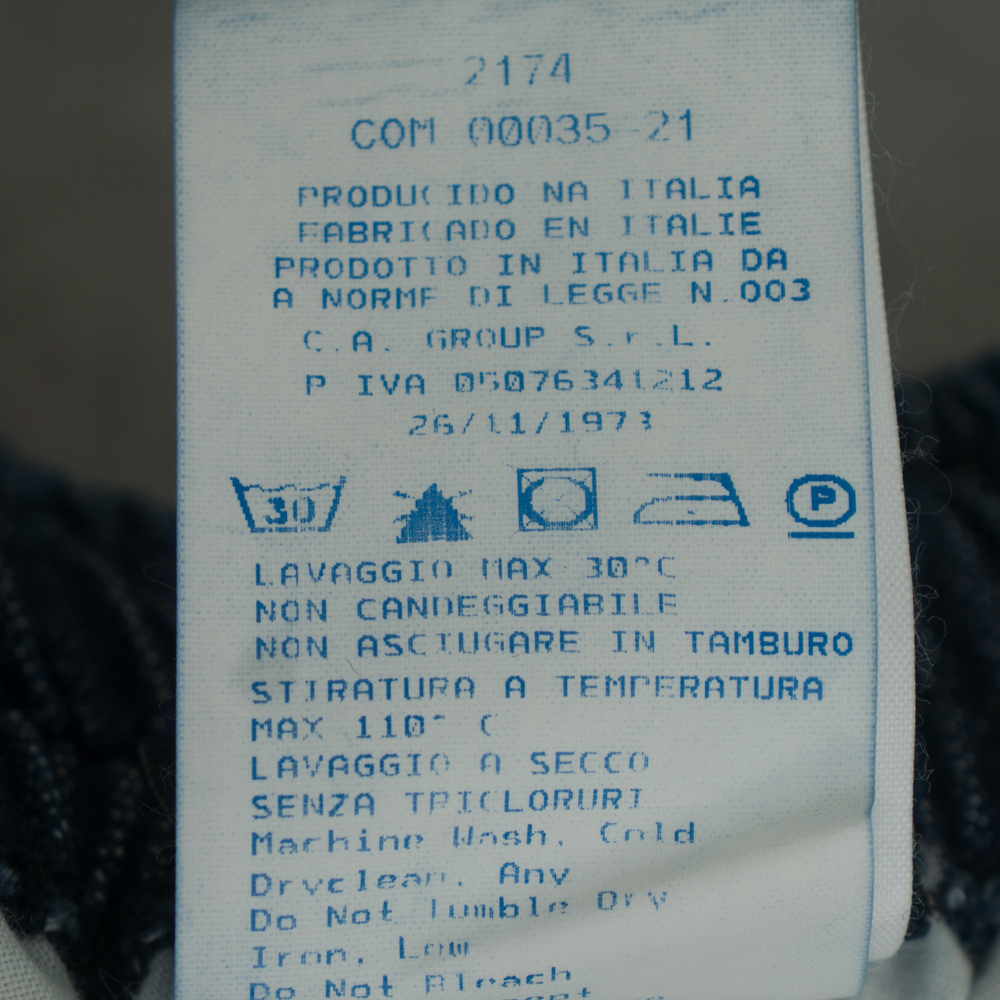 2174
COM 00035-21
PRODUCIDO NA ITALIA
FABRICADO EN ITALIE
PRODOTTO IN ITALIA DA
A NORME DI LEGGE N.003
C.A. GROUP S.r.L.
P IVA 05076341212
26/11/1973
30 P
LAVAGGIO MAX 30°C
NON CANDEGGIABILE
NON ASCIUGARE IN TAMBURO
STIRATURA A TEMPERATURA
MAX 110° C
LAVAGGIO A SECCO
SENZA TRICLORURI
Machine Wash, Cold
Dryclean, Any
Do Not Tumble Dry
Iron, Low
Do Not Bleach